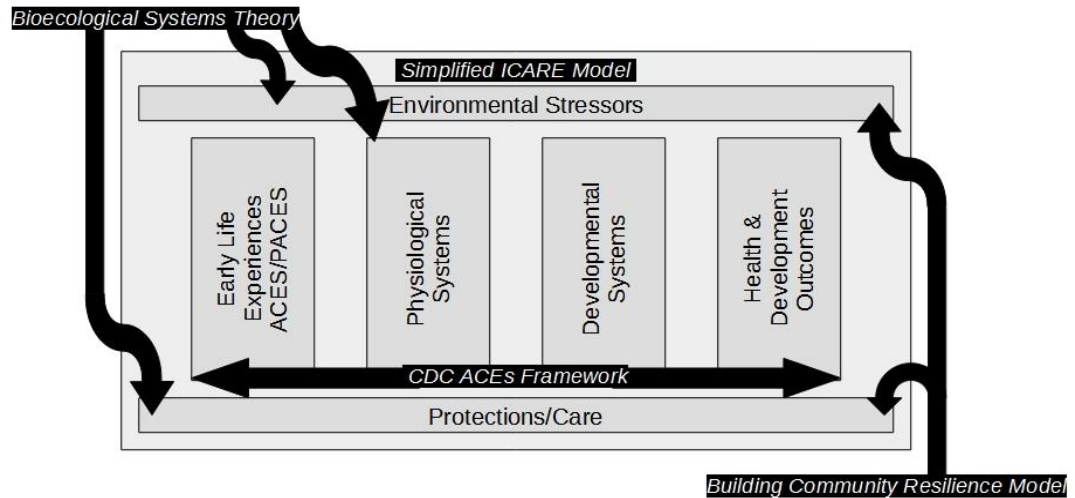 Bioecological Systems Theory
Simplified ICARE Model
Environmental Stressors
Early Life
Experiences
ACES/PACES
Physiological
Systems
Developmental
Systems
Health &
Development
Outcomes
CDC ACEs Framework
Protections/Care
Building Community Resilience Model